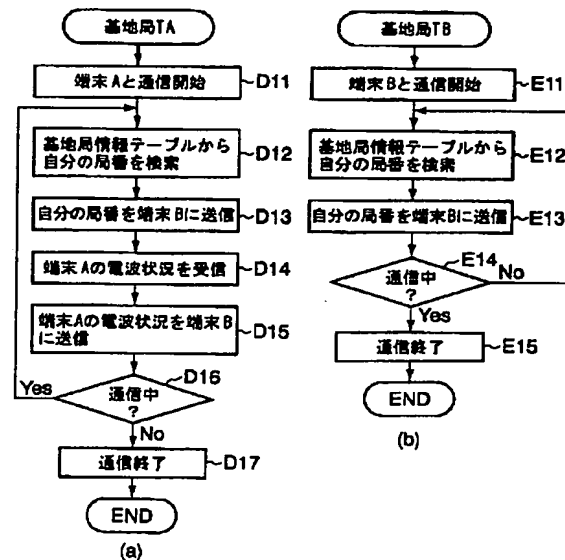 基地局TA
端末Aと通信開始
D11
基地局情報テーブルから
自分の局番を検索
D12
自分の局番を端末Bに送信
D13
端末Aの電波状況を受信
D14
端末Aの電波状況を端末B
に送信
D15
D16
通信中
?
Yes
No
通信終了
D17
END
(a)
基地局TB
端末Bと通信開始
E11
基地局情報テーブルから
自分の局番を検索
E12
自分の局番を端末Bに送信
E13
E14
通信中
?
No
Yes
通信終了
E15
END
(b)